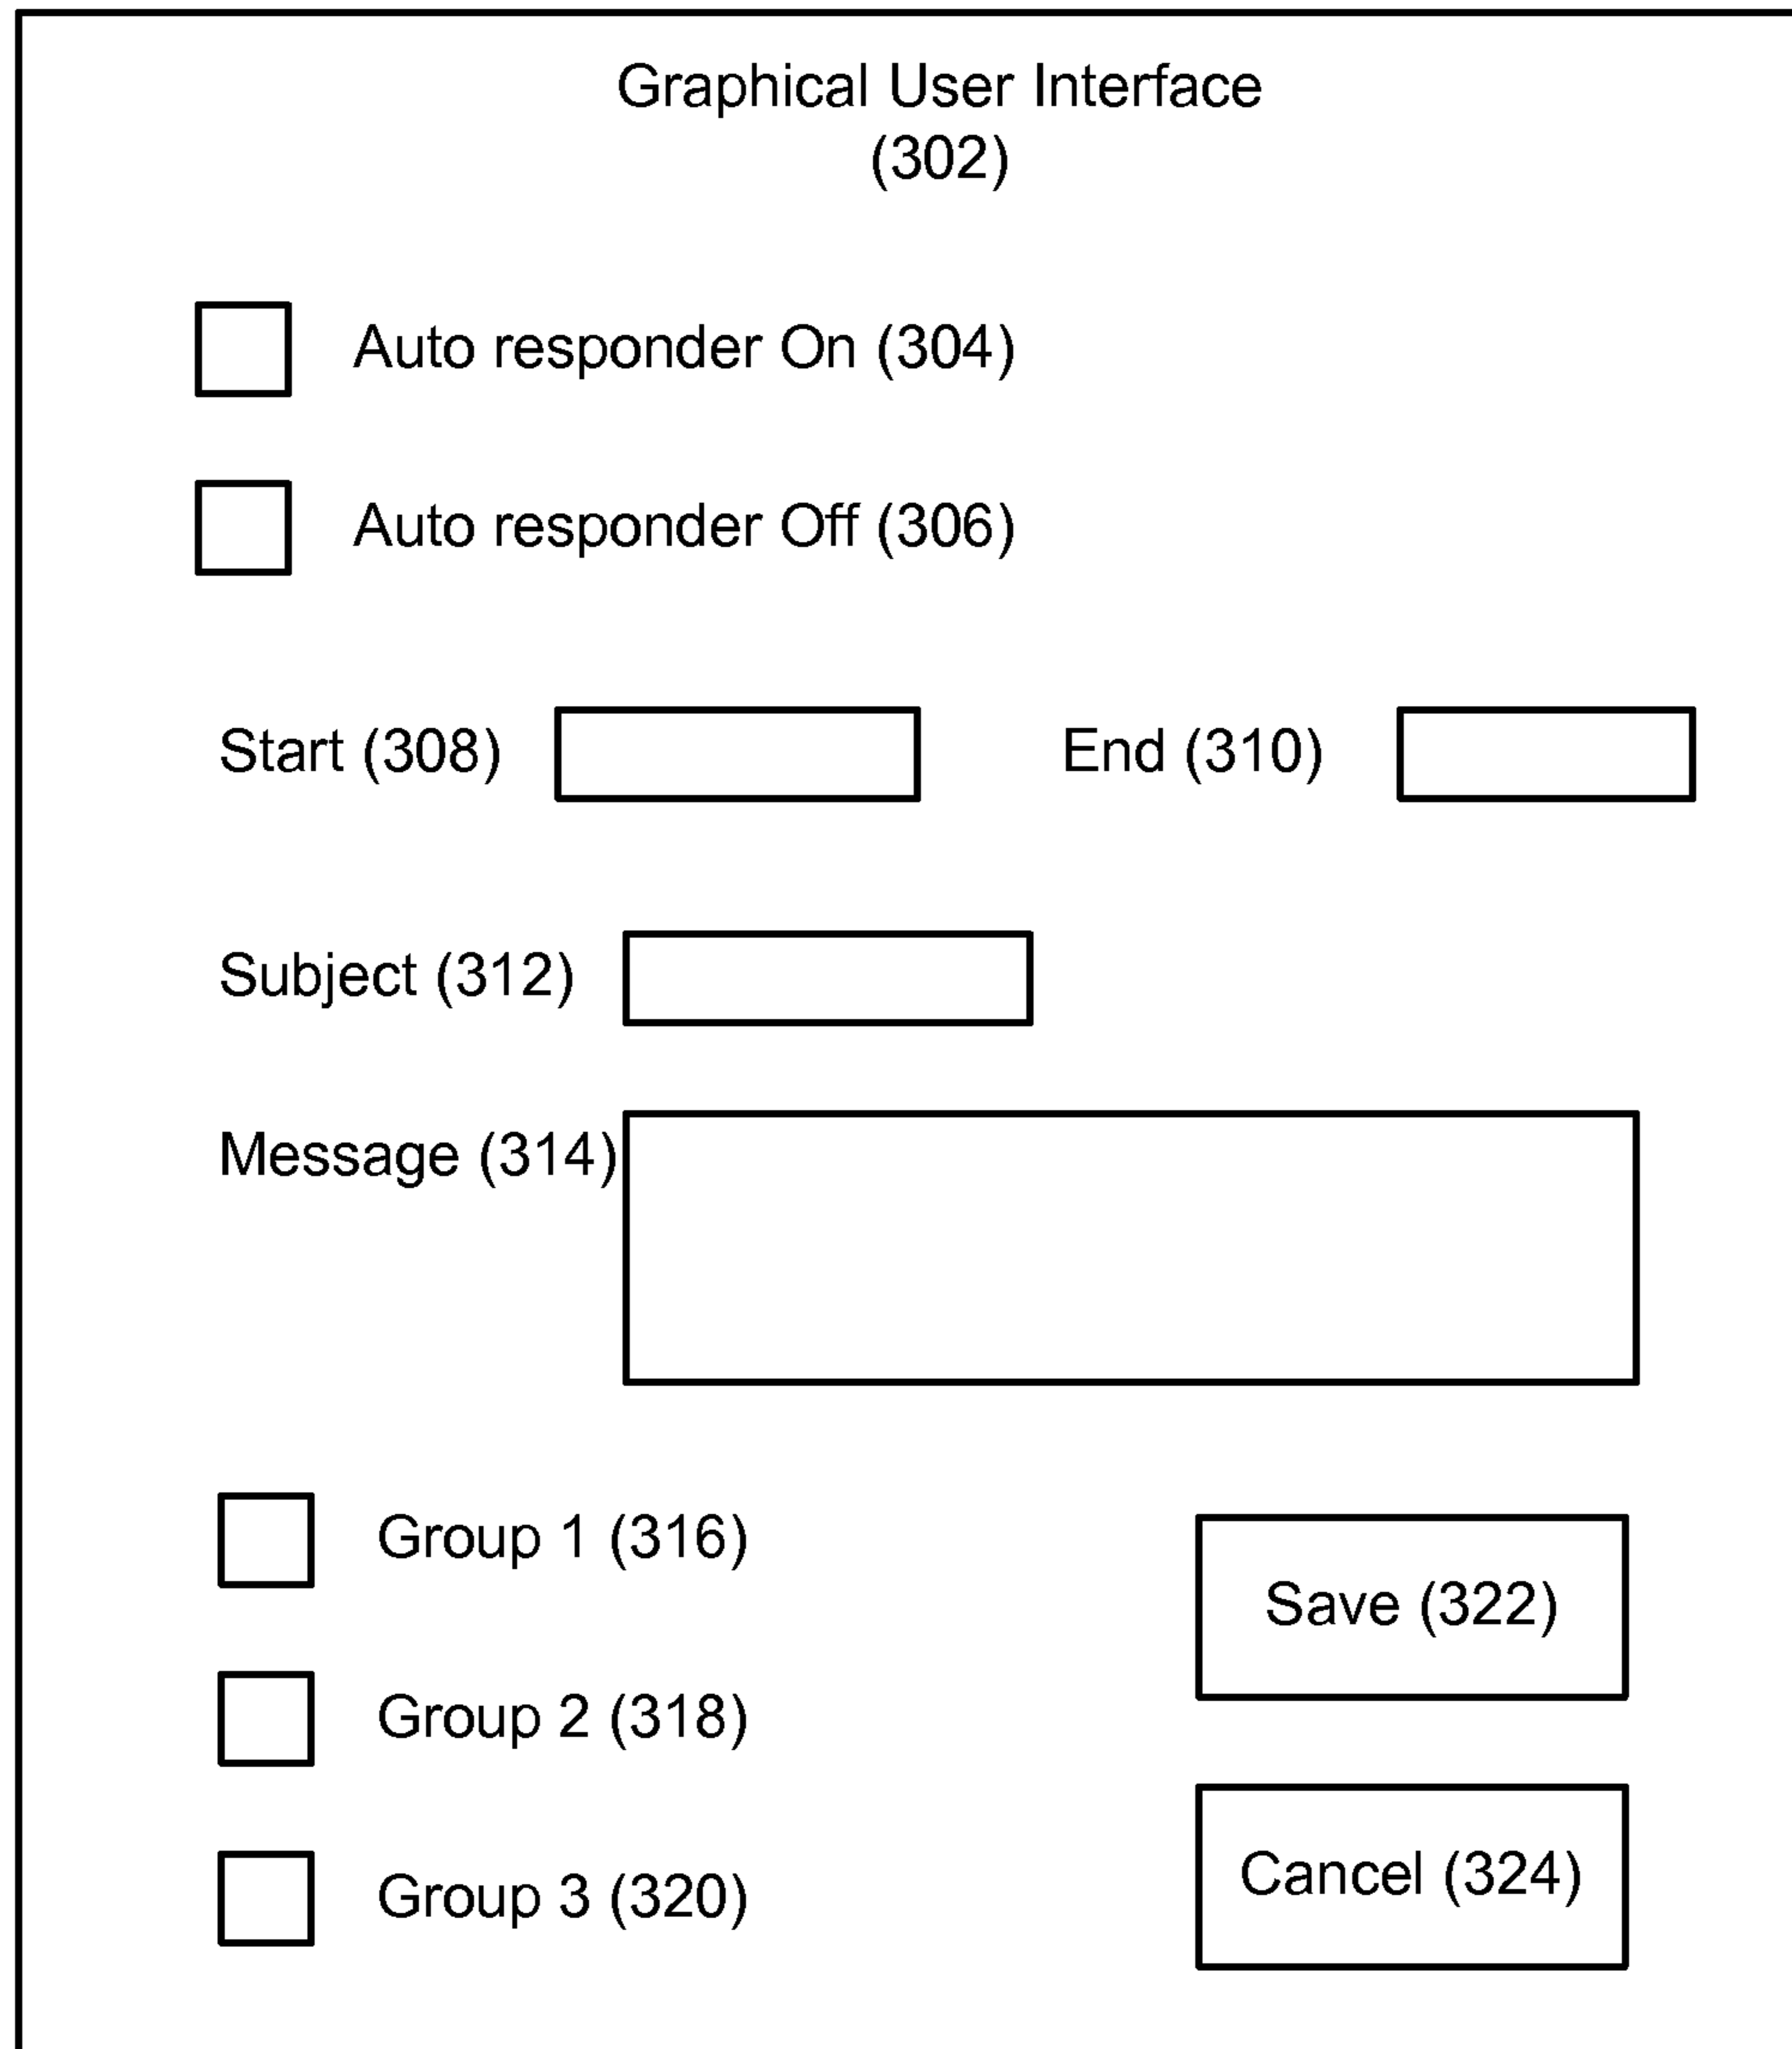 Graphical User Interface
(302)
Auto responder On (304)
Auto responder Off (306)
Start (308)
End (310)
Subject (312)
Message (314)
Group 1 (316)
Save (322)
Group 2 (318)
Cancel (324)
Group 3 (320)